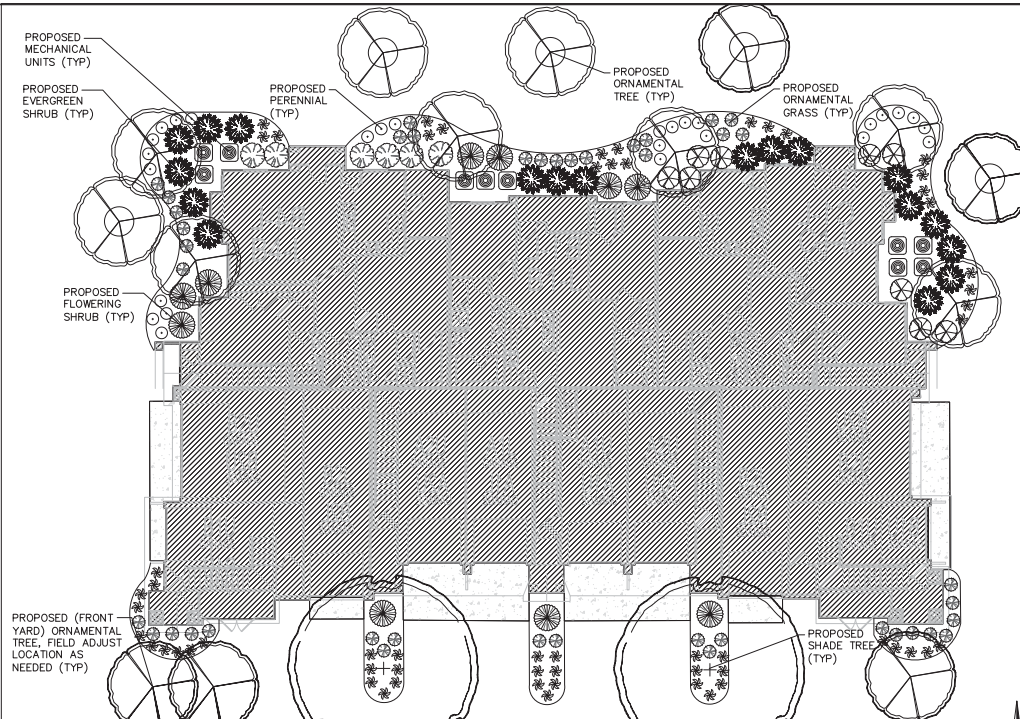 PROPOSED
MECHANICAL
UNITS (TYP)
PROPOSED
EVERGREEN
SHRUB (TYP)
PROPOSED
PERENNIAL
(TYP)
PROPOSED
ORNAMENTAL
TREE (TYP)
PROPOSED
ORNAMENTAL
GRASS (TYP)
PROPOSED
FLOWERING
SHRUB (TYP)
PROPOSED (FRONT
YARD) ORNAMENTAL
TREE, FIELD ADJUST
LOCATION AS
NEEDED (TYP)
PROPOSED
SHADE TREE
(TYP)